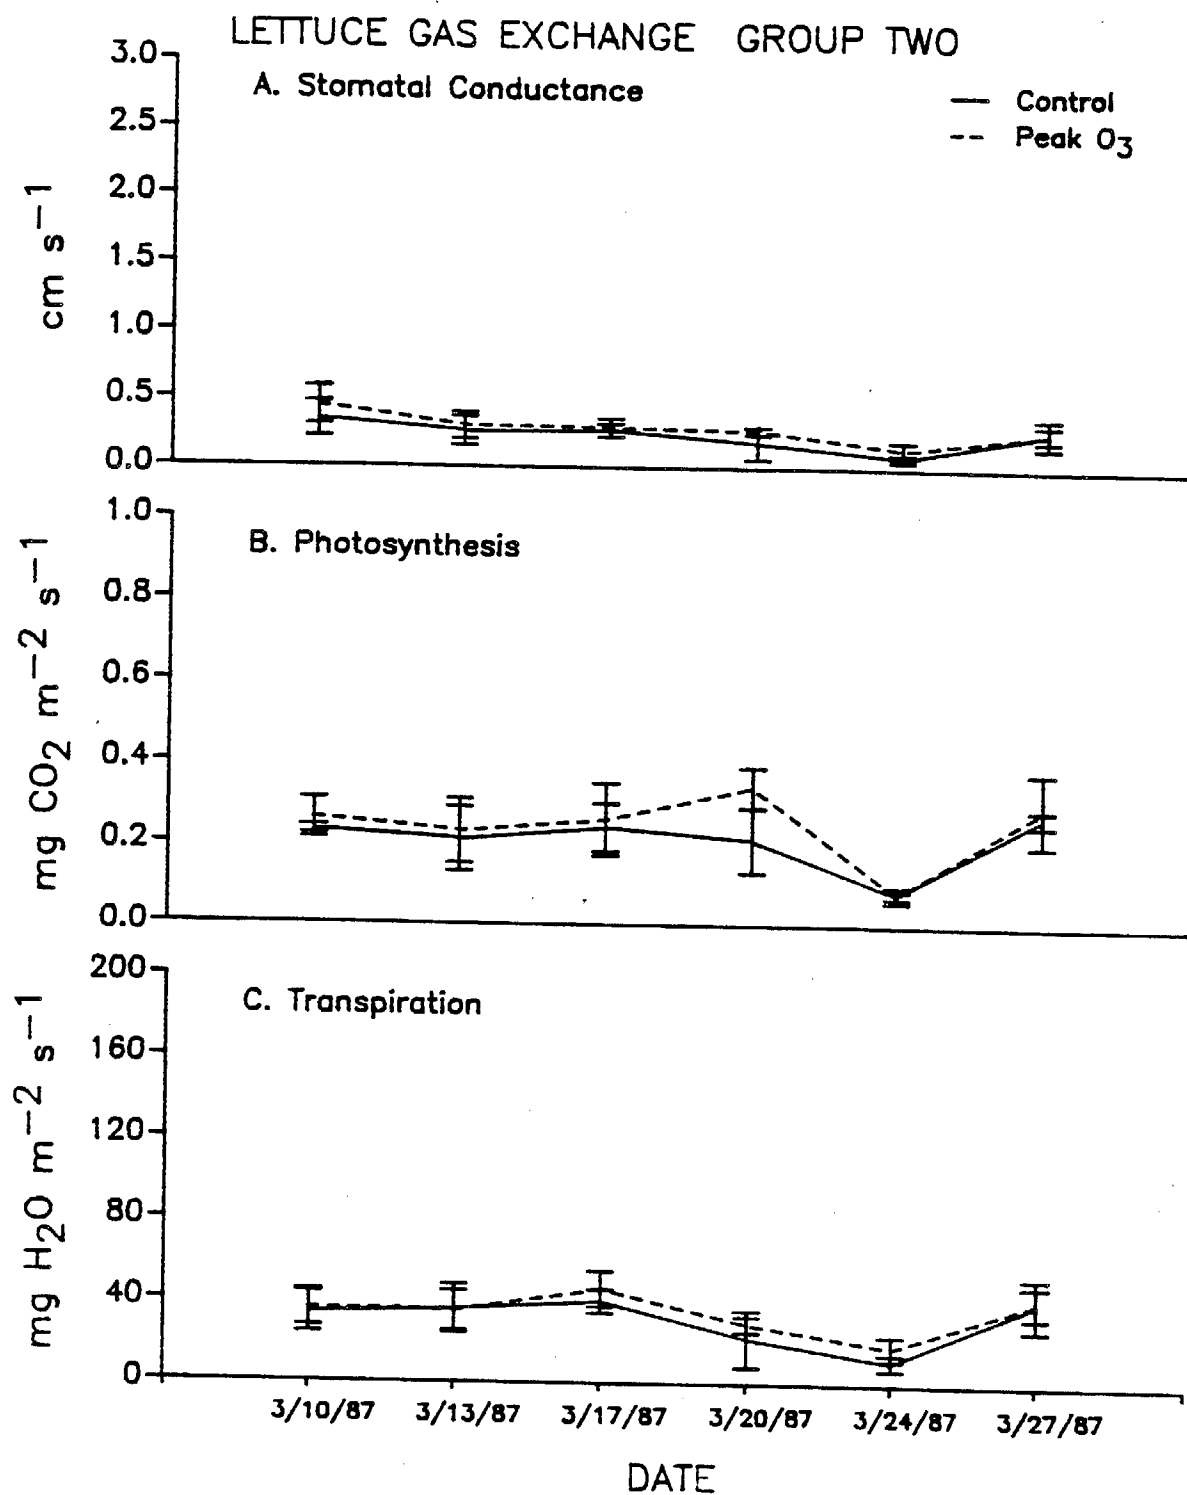 LETTUCE GAS EXCHANGE GROUP TWO
A. Stomatal Conductance
Control
Peak O3
cm s−1
3.0
2.5
2.0
1.5
1.0
0.5
0.0
B. Photosynthesis
mg CO2 m−2 s−1
1.0
0.8
0.6
0.4
0.2
0.0
C. Transpiration
mg H2O m−2 s−1
200
160
120
80
40
0
3/10/87 3/13/87 3/17/87 3/20/87 3/24/87 3/27/87
DATE